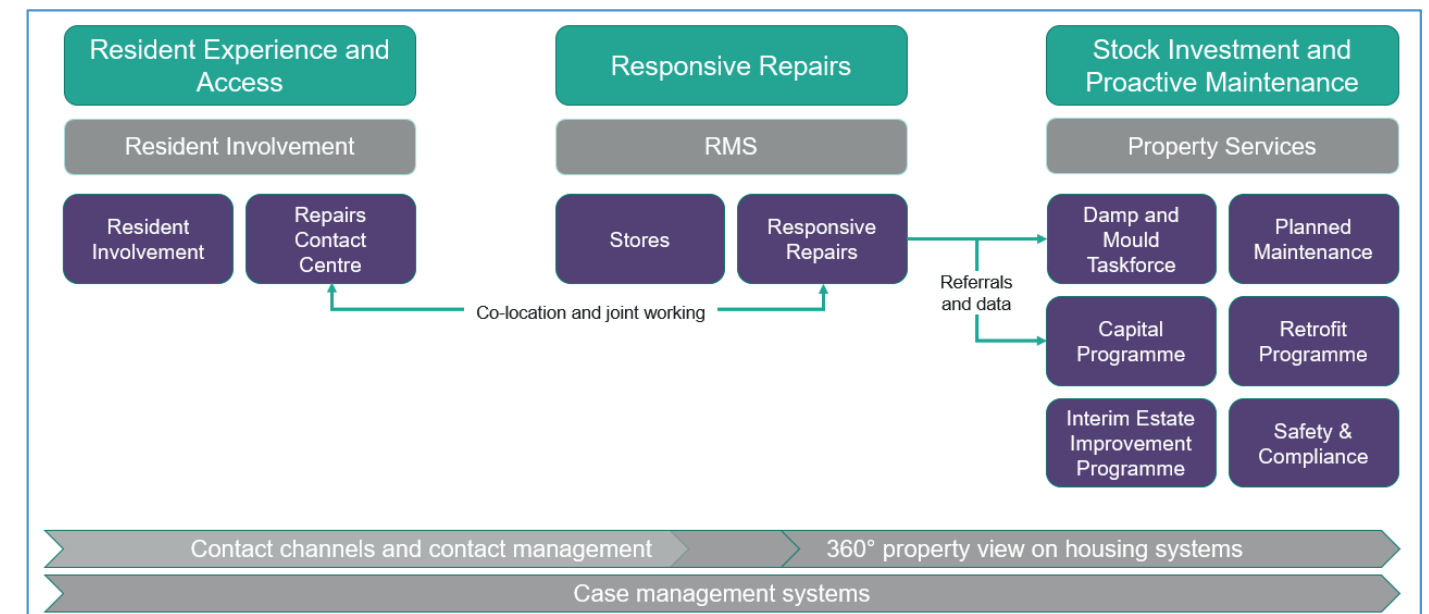 Resident Experience and
Access
Responsive Repairs
Stock Investment and
Proactive Maintenance
Resident Involvement
RMS
Property Services
Resident
Involvement
Repairs
Contact
Centre
Stores
Responsive
Repairs
Damp and
Mould
Taskforce
Planned
Maintenance
Referrals
and data
Co-location and joint working
Capital
Programme
Retrofit
Programme
Interim Estate
Improvement
Programme
Safety &
Compliance
Contact channels and contact management
360° property view on housing systems
Case management systems